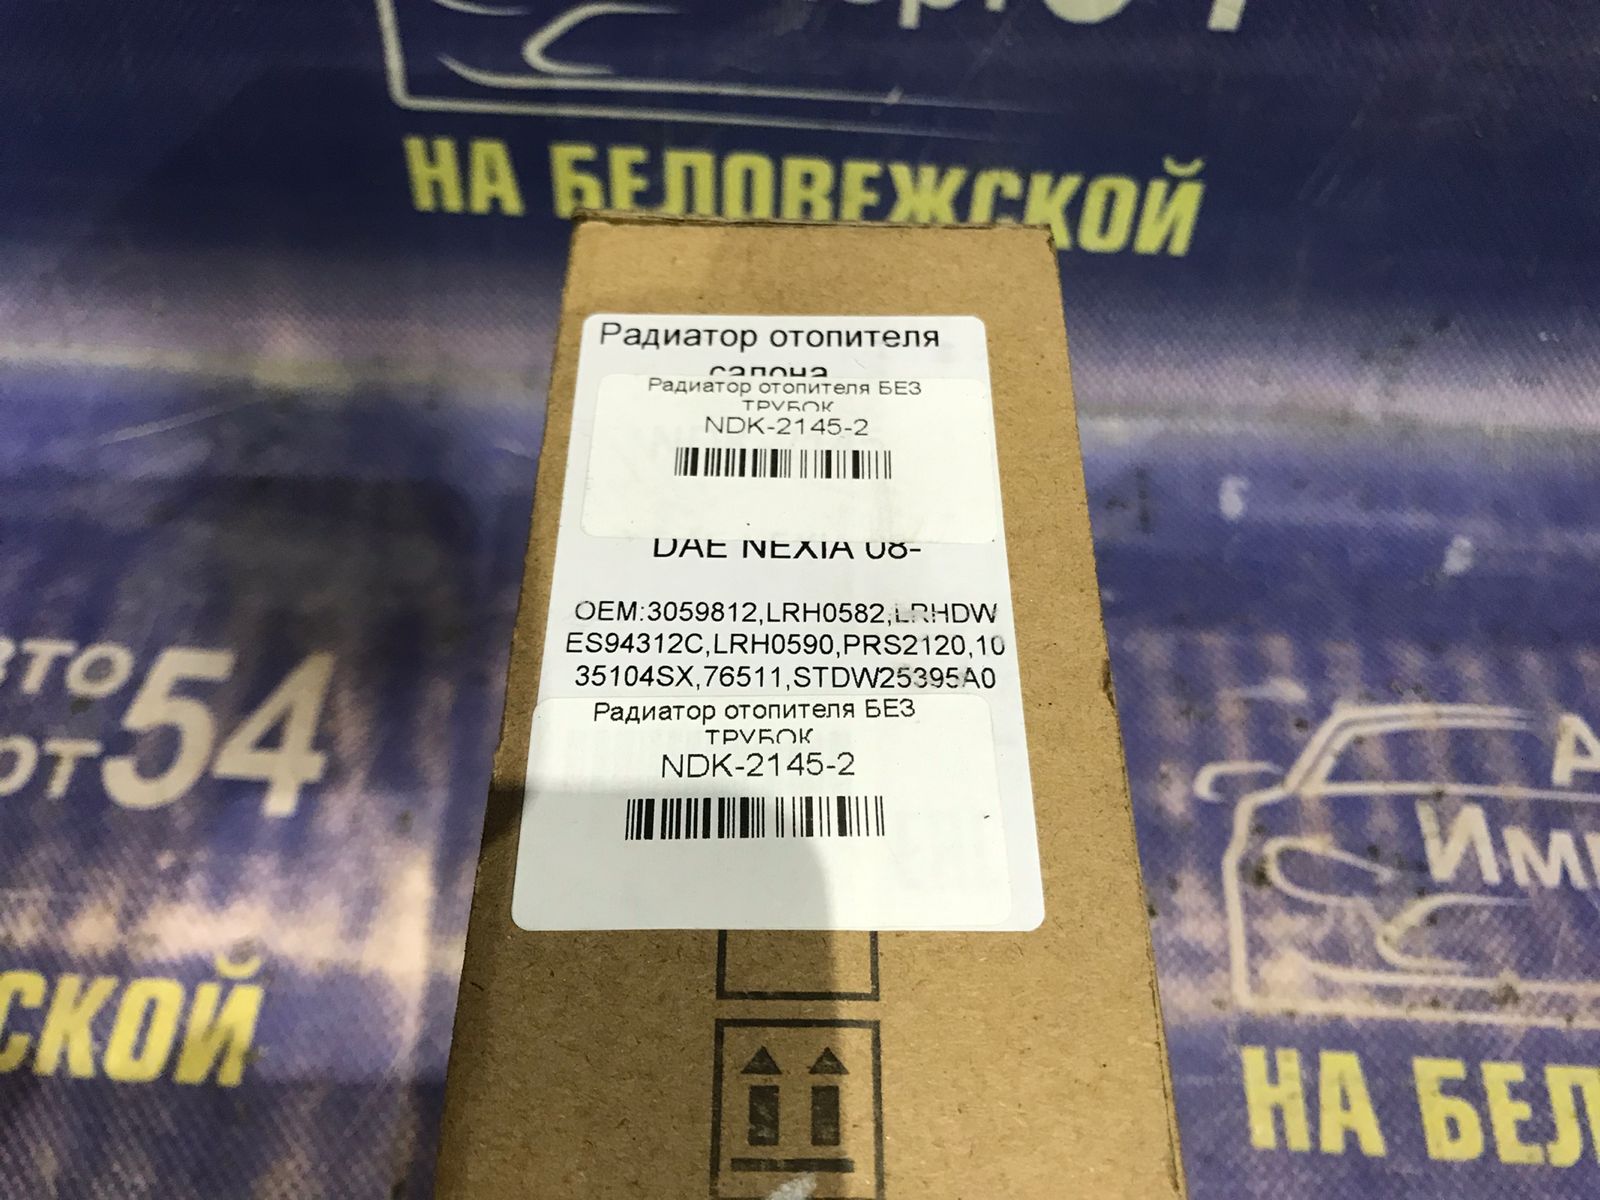 НА БЕЛОВЕЖСКОЙ
Радиатор отопителя
салона
Радиатор отопителя БЕЗ
ТРУБОК
NDK-2145-2
DAE NEXIA 08-
OEM:3059812,LRH0582,LRHDW
ES94312C,LRH0590,PRS2120,10
35104SX,76511,STDW25395A0
Радиатор отопителя БЕЗ
ТРУБОК
NDK-2145-2
54
НА БЕЛ